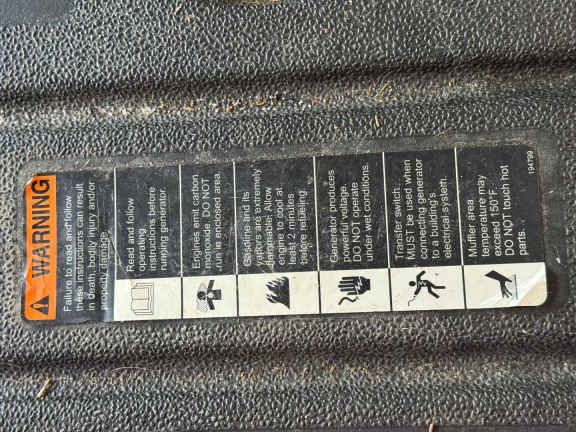 WARNING
Failure to read and follow
these instructions can result
in death, bodily injury and/or
property damage.
Read and follow
operating
instructions before
running generator.
Engines emit carbon
monoxide. DO NOT
run in enclosed area.
Gasoline and its
vapors are extremely
flammable. Allow
engine to cool at
least 2 minutes
before refueling
Generator produces
powerful voltage.
DO NOT operate
under wet conditions.
Transfer switch
MUST be used when
connecting generator
to a building's
electrical system.
Muffler area
temperature may
exceed 150°F.
DO NOT touch hot
parts.
194799